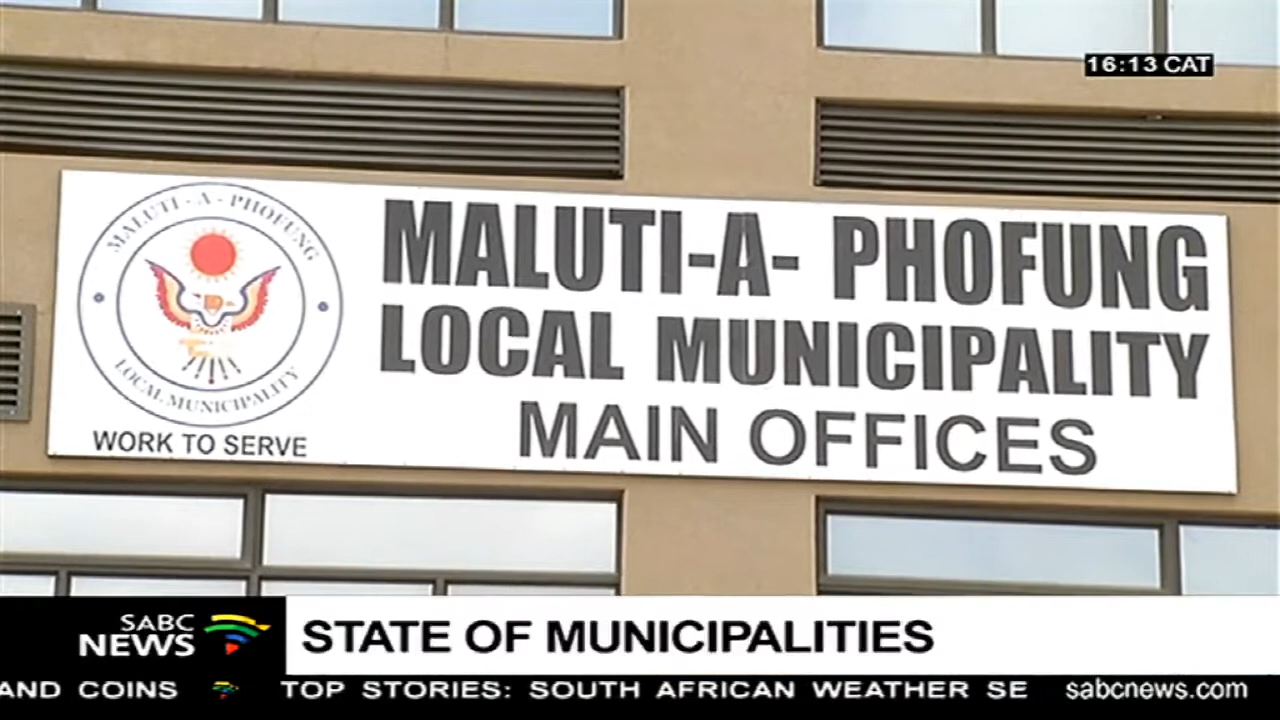 16:13 CAT
MALUTI-A-PHOFUNG
LOCAL MUNICIPALITY
WORK TO SERVE
MALUTI-A- PHOFUNG
LOCAL MUNICIPALITY
MAIN OFFICES
SABC
NEWS
STATE OF MUNICIPALITIES
AND COINS TOP STORIES: SOUTH AFRICAN WEATHER SE
sabcnews.com